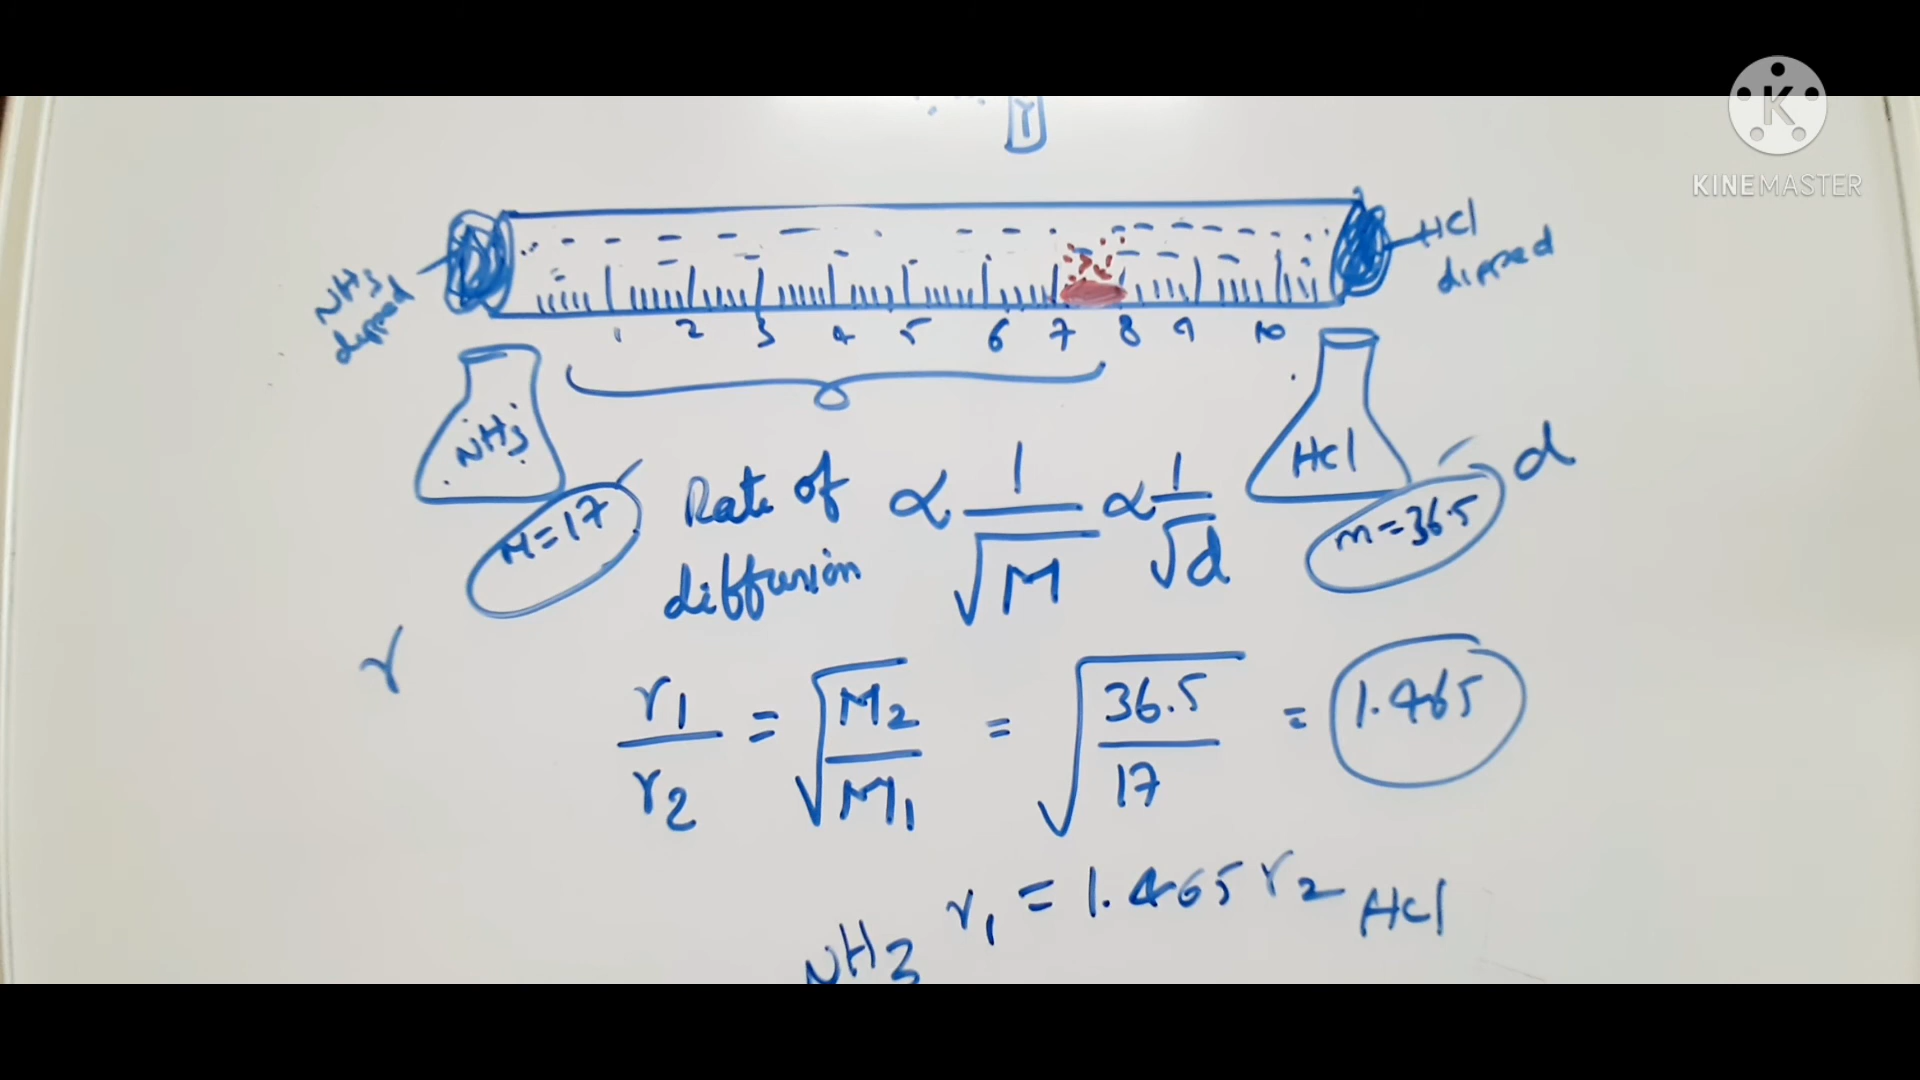 KINEMASTER
NH3 dipped
HCl dipped
1 2 3 4 5 6 7 8 9 10
NH3
HCl
M=17
m=36.5
d
Rate of diffusion ∝ 1/√M ∝ 1/√d
r
r1/r2 = √(M2/M1) = √(36.5/17) = 1.465
NH3 r1 = 1.465 r2 HCl